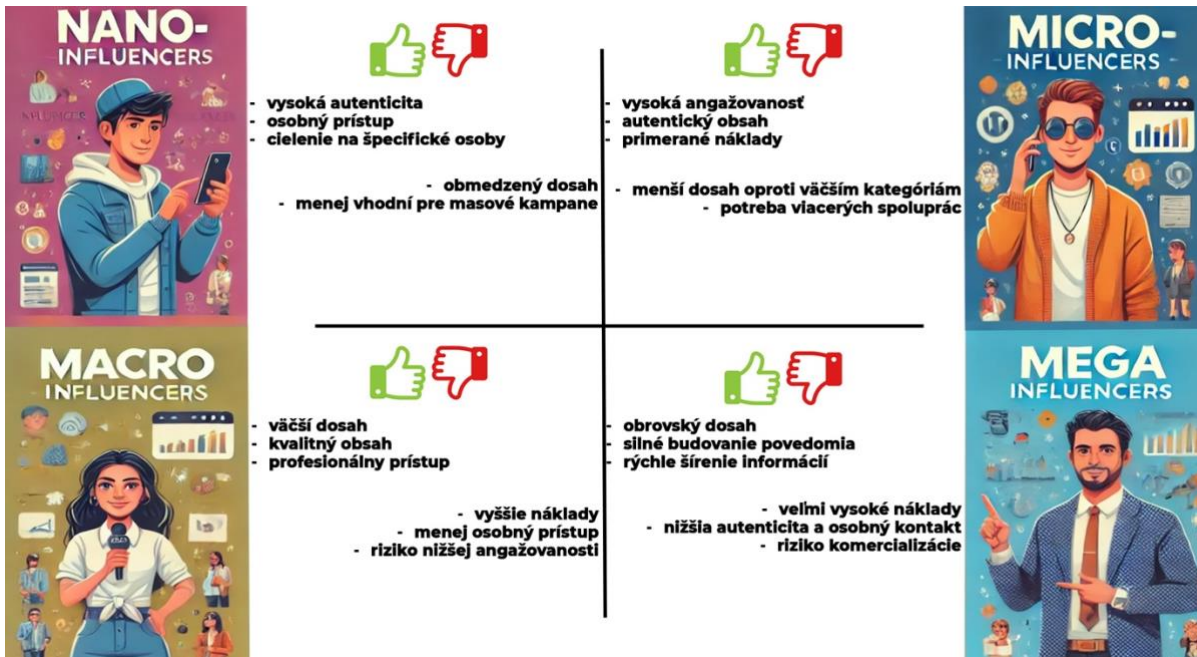 NANO-
INFLUENCERS
- vysoká autenticita
- osobný prístup
- cielenie na špecifické osoby
- obmedzený dosah
- menej vhodní pre masové kampane
MICRO-
INFLUENCERS
- vysoká angažovanosť
- autentický obsah
- primerané náklady
- menší dosah oproti väčším kategóriám
- potreba viacerých spoluprác
MACRO
INFLUENCERS
- väčší dosah
- kvalitný obsah
- profesionálny prístup
- vyššie náklady
- menej osobný prístup
- riziko nižšej angažovanosti
MEGA
INFLUENCERS
- obrovský dosah
- silné budovanie povedomia
- rýchle šírenie informácií
- veľmi vysoké náklady
- nižšia autenticita a osobný kontakt
- riziko komercializácie